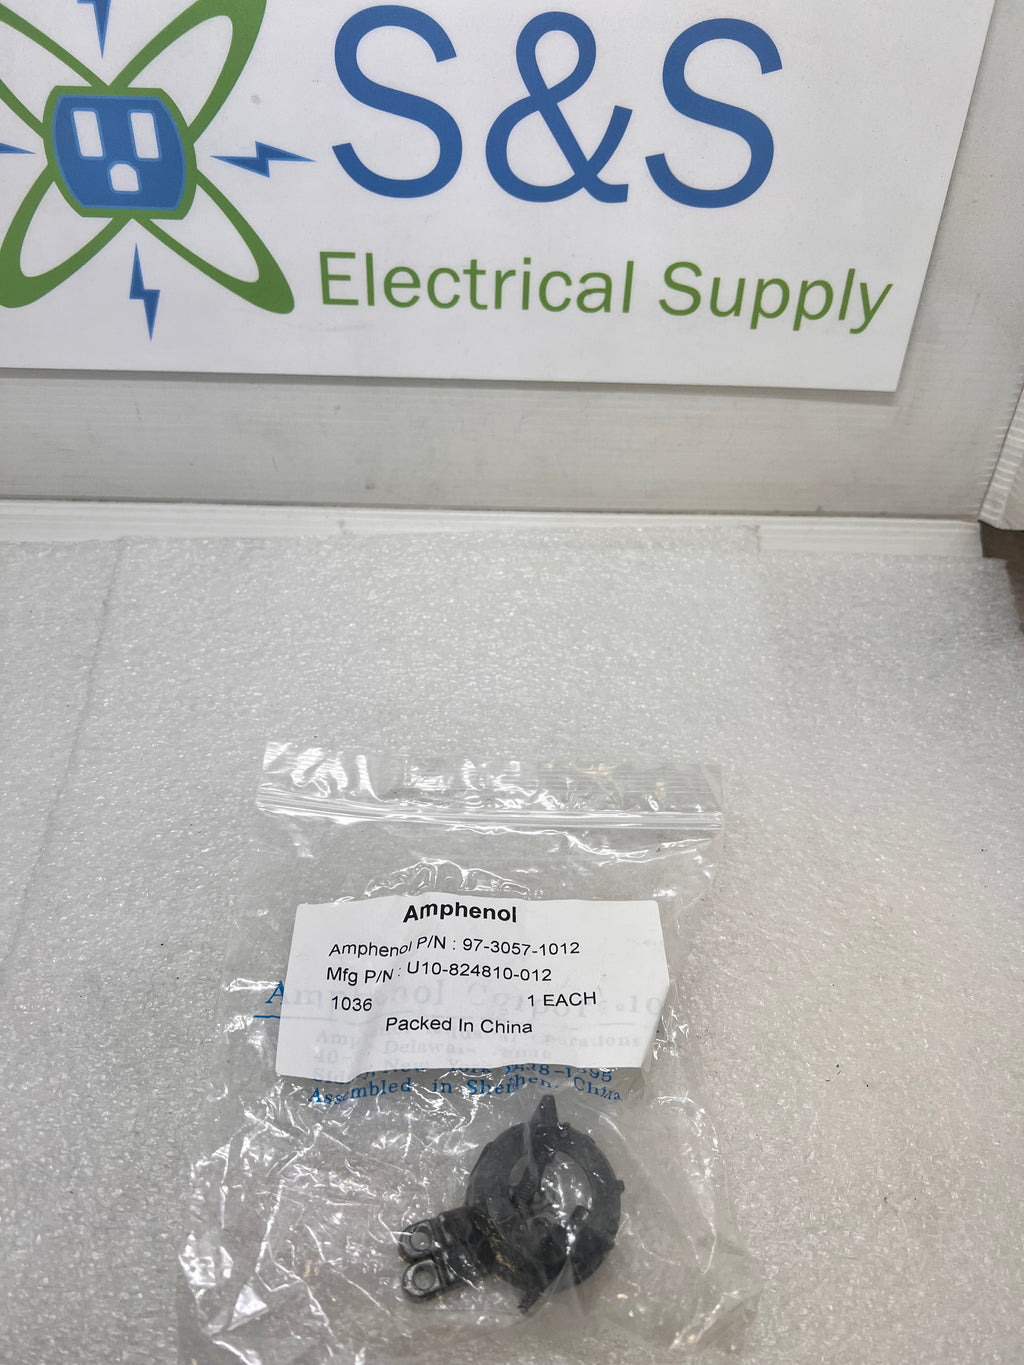 S&S
Electrical Supply
Amphenol
Amphenol P/N : 97-3057-1012
Mfg P/N : U10-824810-012
1036 1 EACH
Packed In China
Assembled in Shenzhen, China